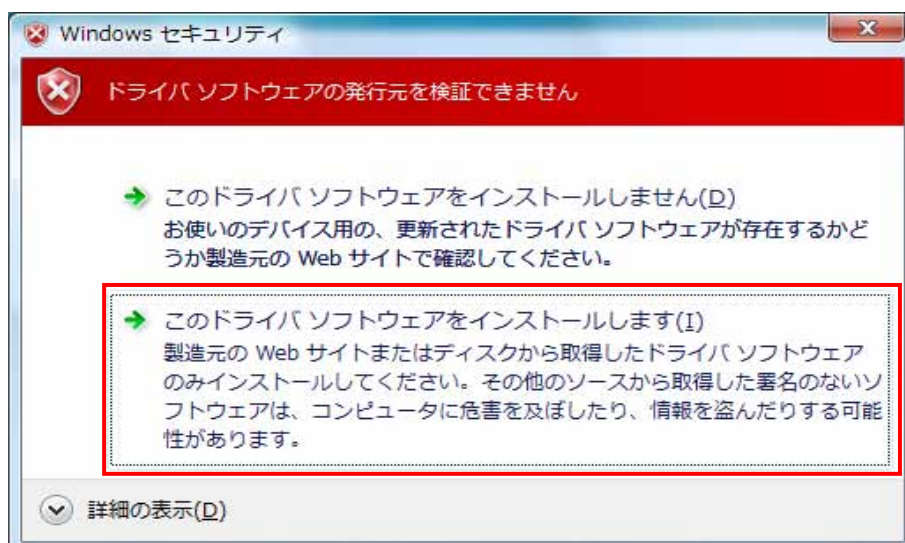 Windows セキュリティ
ドライバ ソフトウェアの発行元を検証できません
このドライバ ソフトウェアをインストールしません(D)
お使いのデバイス用の、更新されたドライバ ソフトウェアが存在するかど
うか製造元の Web サイトで確認してください。
このドライバ ソフトウェアをインストールします(I)
製造元の Web サイトまたはディスクから取得したドライバ ソフトウェア
のみインストールしてください。その他のソースから取得した署名のないソ
フトウェアは、コンピュータに危害を及ぼしたり、情報を盗んだりする可能
性があります。
詳細の表示(D)